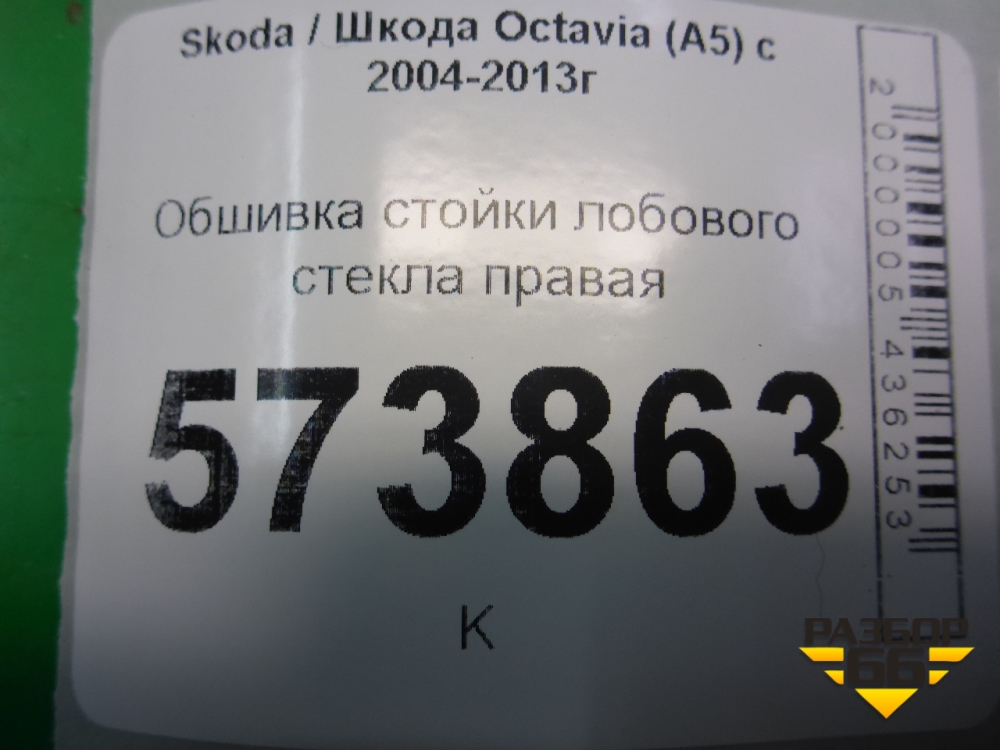 Skoda / Шкода Octavia (A5) с
2004-2013г
Обшивка стойки лобового
стекла правая
573863
К
2000005436253
РАЗБОР
66